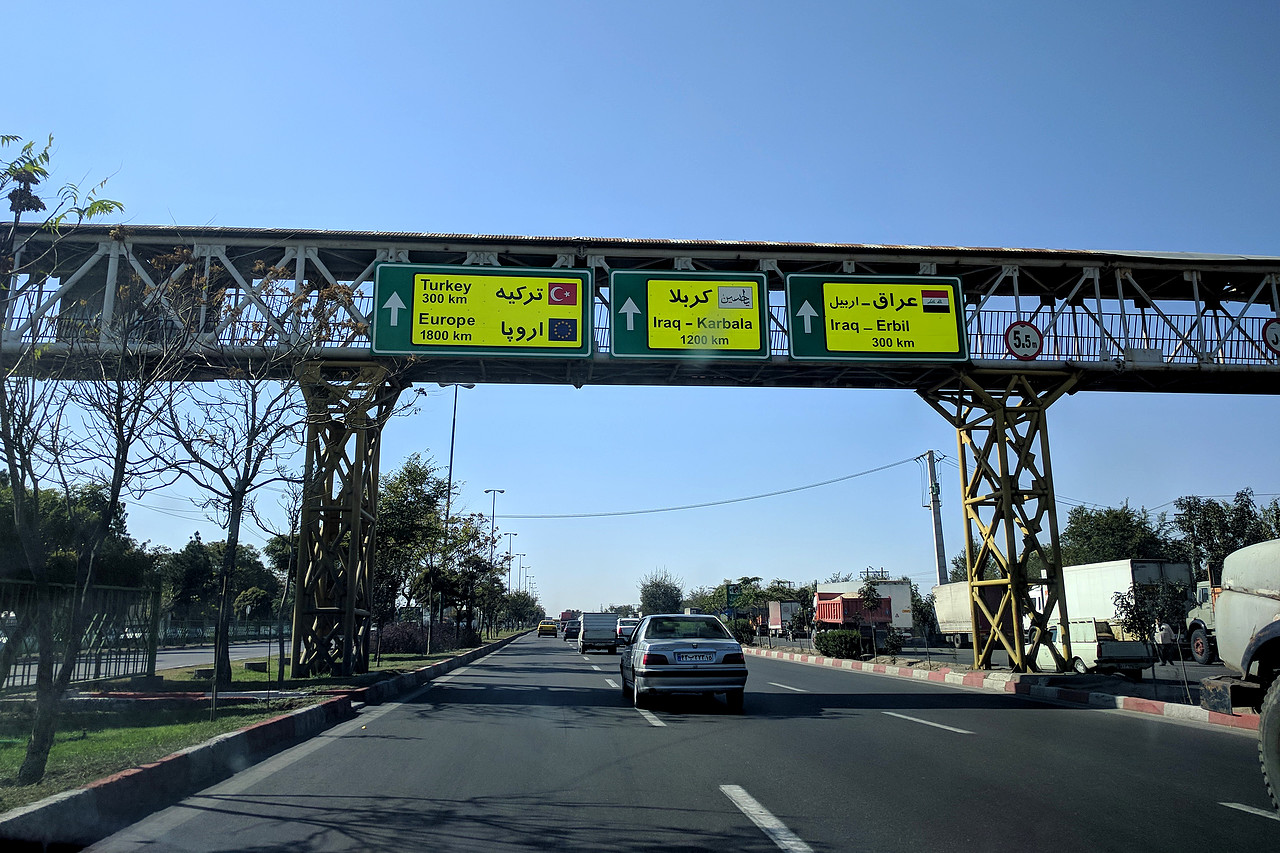 Turkey ترکیه
300 km
Europe اروپا
1800 km
کربلا
Iraq - Karbala
1200 km
عراق - اربیل
Iraq - Erbil
300 km
5.5 m